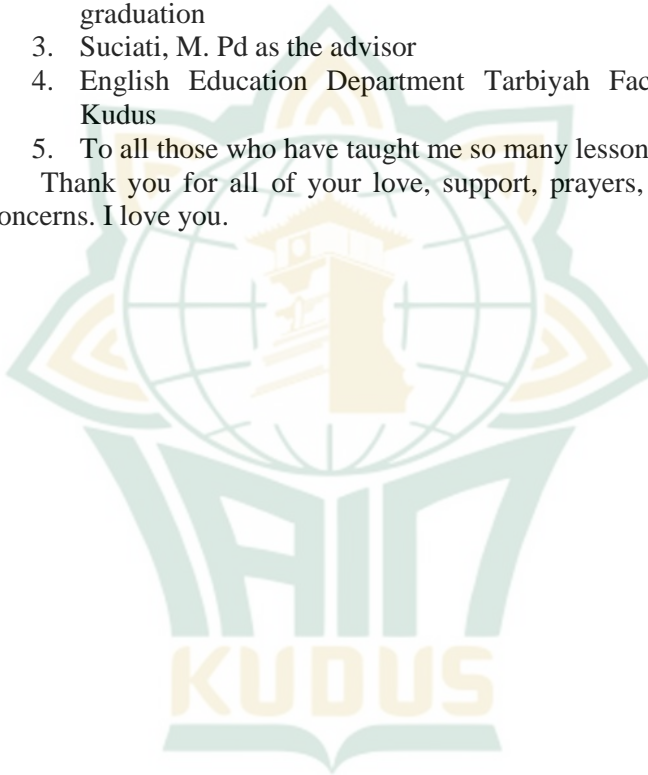 graduation
3. Suciati, M. Pd as the advisor
4. English Education Department Tarbiyah Fac
Kudus
5. To all those who have taught me so many lesson
Thank you for all of your love, support, prayers,
oncerns. I love you.
IAIN
KUDUS